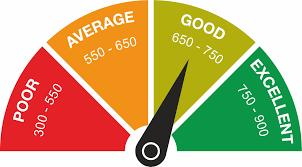 POOR
300 - 550
AVERAGE
550 - 650
GOOD
650 - 750
EXCELLENT
750 - 900